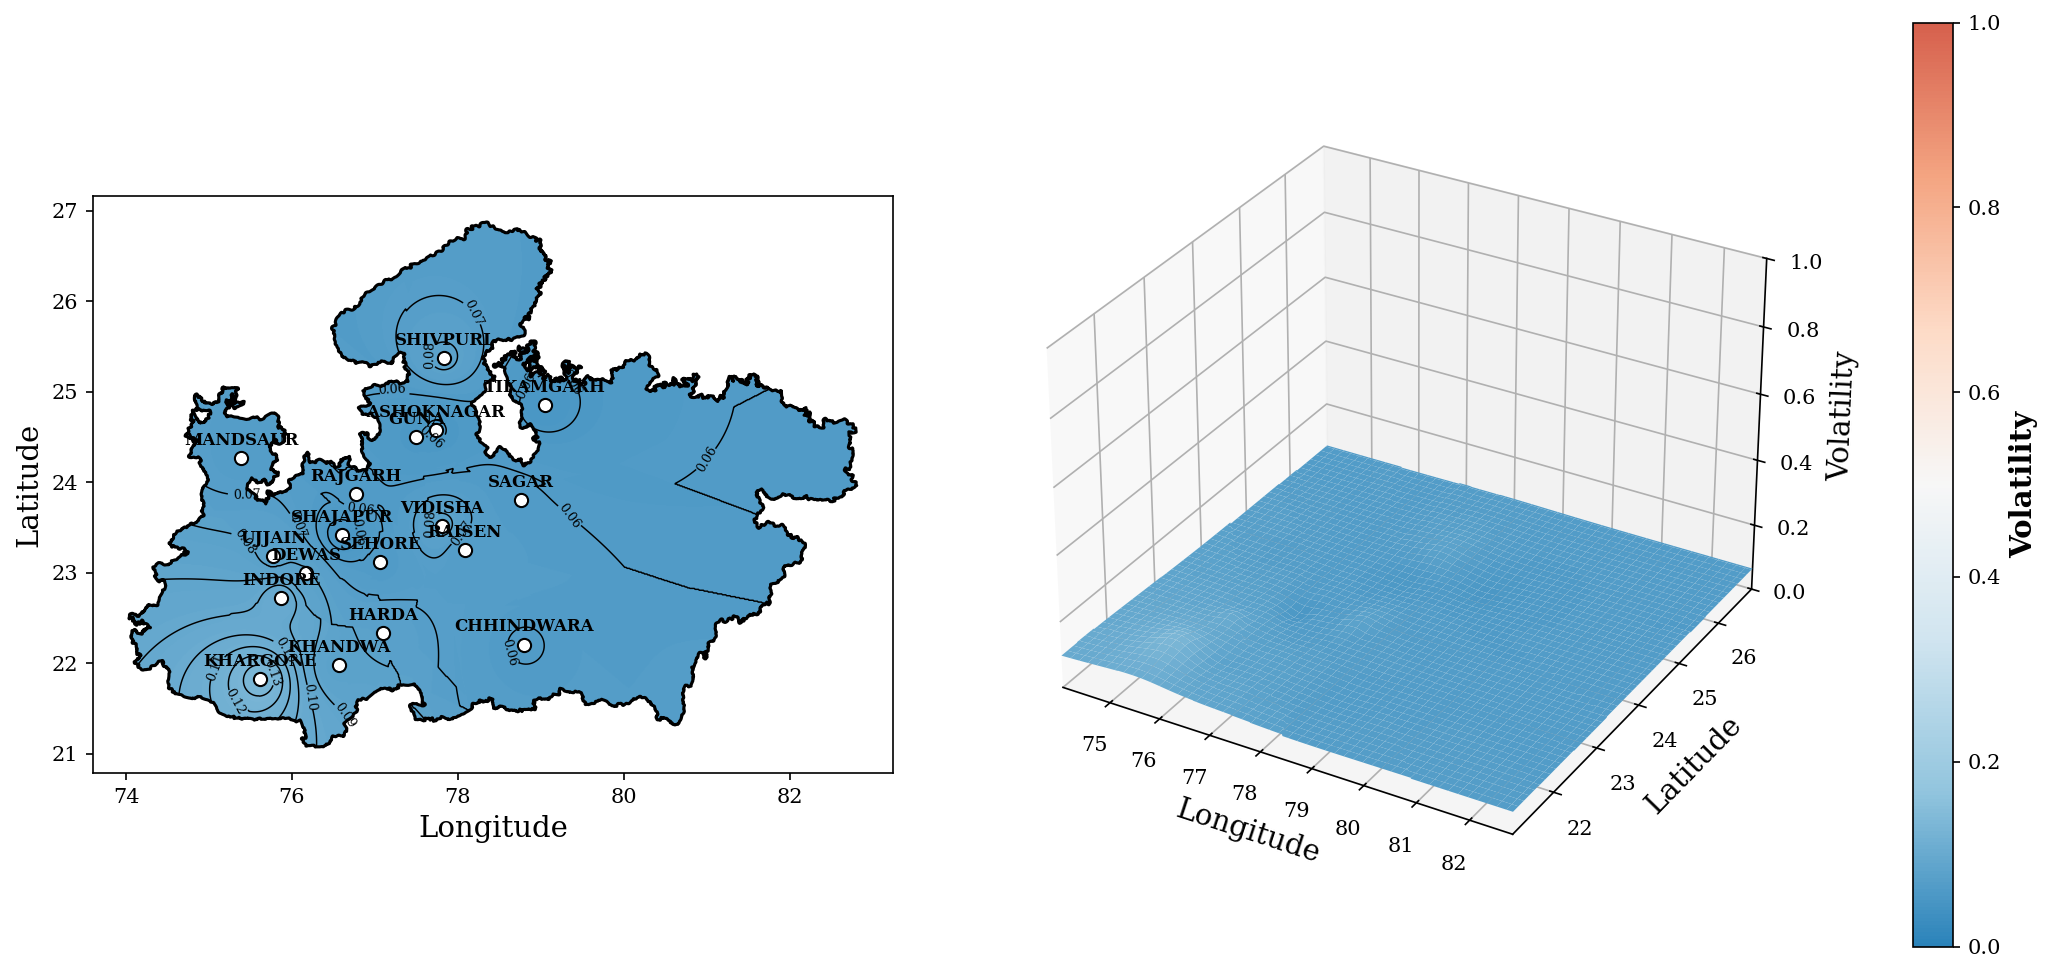 27
26
25
24
23
22
21
Latitude
74
76
78
80
82
Longitude
SHIVPURI
TIKAMGARH
ASHOKNAGAR
GUNA
MANDSAUR
RAJGARH
SAGAR
SHAJAPUR
VIDISHA
RAISEN
UJJAIN
SEHORE
DEWAS
INDORE
HARDA
CHHINDWARA
KHANDWA
KHARGONE
0.07
0.08
0.06
0.06
0.06
0.07
0.06
0.08
0.06
0.08
0.06
0.13
0.12
0.10
0.09
1.0
0.8
0.6
0.4
0.2
0.0
Volatility
75
76
77
78
79
80
81
82
Longitude
22
23
24
25
26
Latitude
1.0
0.8
0.6
0.4
0.2
0.0
Volatility